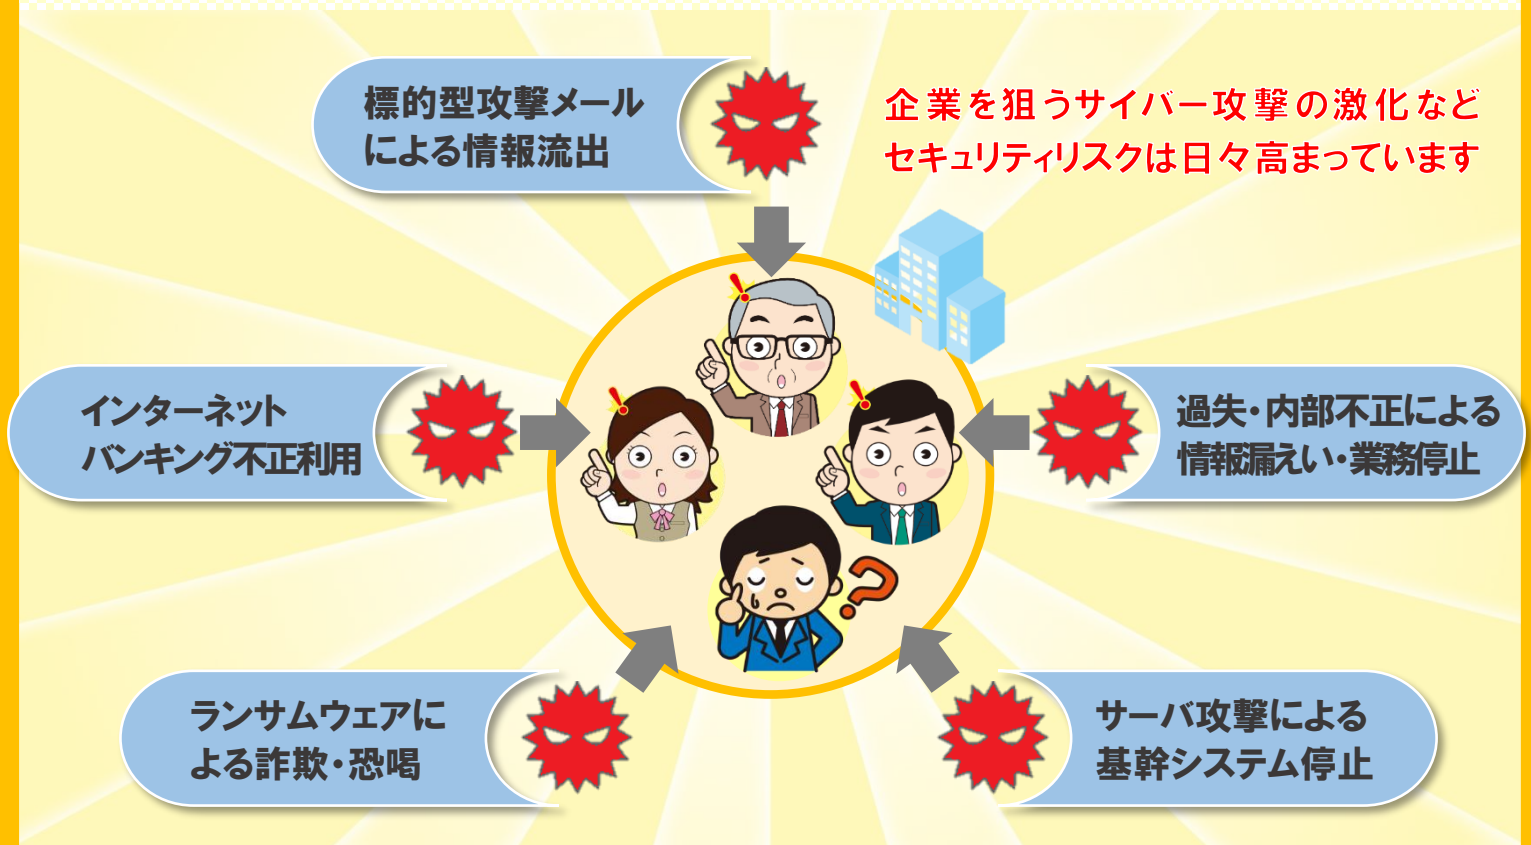 標的型攻撃メール
による情報流出
企業を狙うサイバー攻撃の激化など
セキュリティリスクは日々高まっています
インターネット
バンキング不正利用
過失・内部不正による
情報漏えい・業務停止
ランサムウェアに
よる詐欺・恐喝
サーバ攻撃による
基幹システム停止